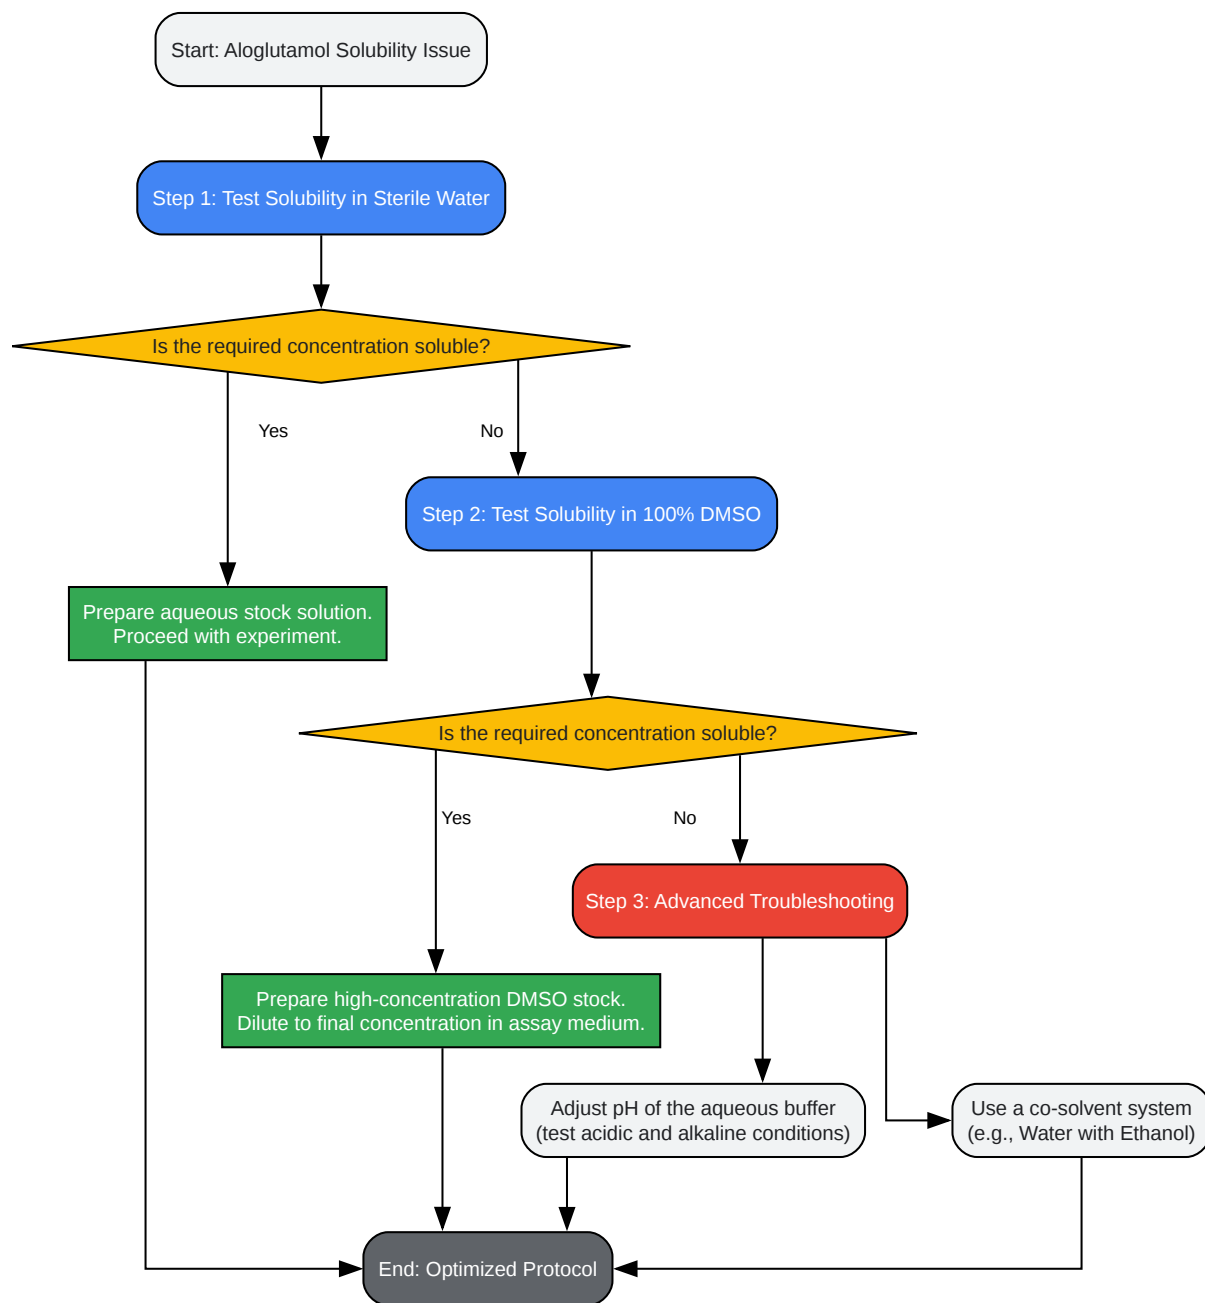 Start: Aloglutamol Solubility Issue
Step 1: Test Solubility in Sterile Water
Is the required concentration soluble?
Yes
No
Step 2: Test Solubility in 100% DMSO
Prepare aqueous stock solution.
Proceed with experiment.
Is the required concentration soluble?
Yes
No
Step 3: Advanced Troubleshooting
Prepare high-concentration DMSO stock.
Dilute to final concentration in assay medium.
Adjust pH of the aqueous buffer
(test acidic and alkaline conditions)
Use a co-solvent system
(e.g., Water with Ethanol)
End: Optimized Protocol